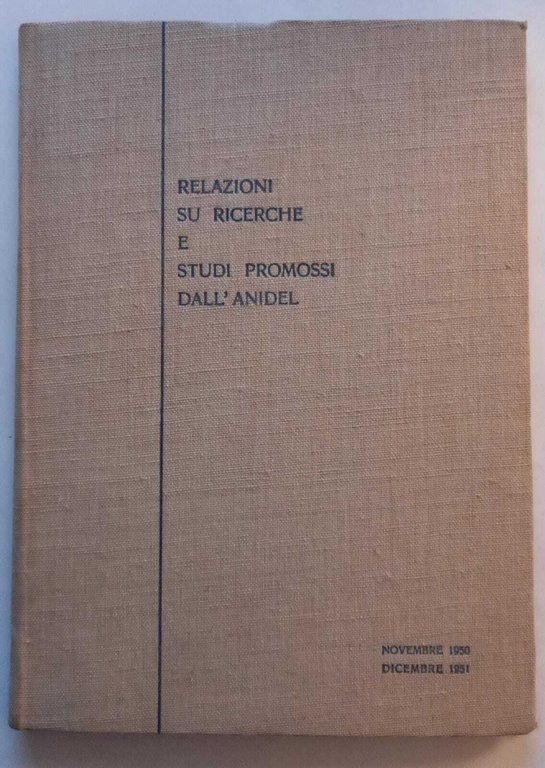 RELAZIONI
SU RICERCHE
E
STUDI PROMOSSI
DALL'ANIDEL
NOVEMBRE 1950
DICEMBRE 1951